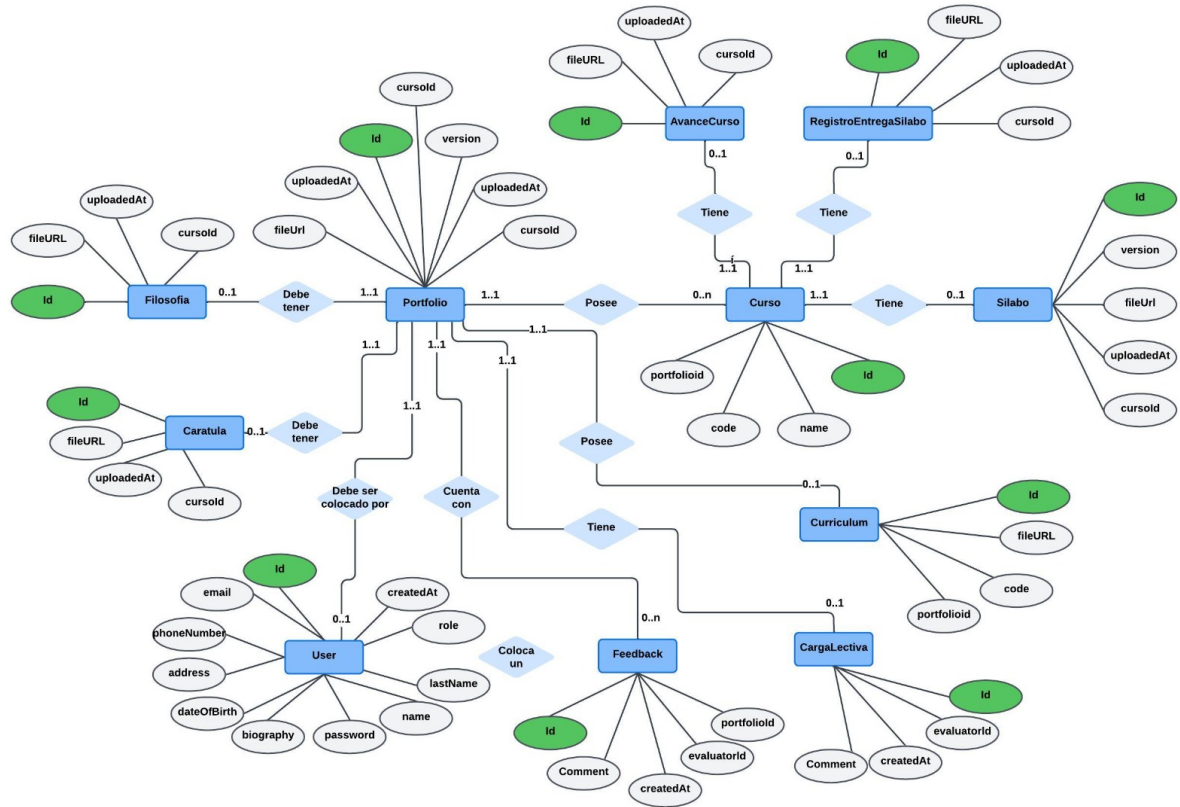 uploadedAt
fileURL
cursoId
Id
AvanceCurso
fileURL
Id
uploadedAt
cursoId
RegistroEntregaSilabo
cursoId
Id
version
uploadedAt
uploadedAt
fileUrl
cursoId
Portfolio
uploadedAt
fileURL
cursoId
Id
Filosofia
0..1
Debe
tener
1..1
1..1
Posee
0..n
Curso
0..1
Tiene
1..1
í
0..1
Tiene
1..1
1..1
Tiene
0..1
Silabo
Id
version
fileUrl
uploadedAt
cursoId
portfolioid
code
name
Id
1..1
1..1
1..1
1..1
1..1
Id
fileURL
uploadedAt
cursoId
Caratula
0..1
Debe
tener
Debe ser
colocado por
Cuenta
con
Posee
Tiene
0..1
Curriculum
Id
fileURL
code
portfolioid
Id
email
createdAt
phoneNumber
0..1
role
User
address
lastName
dateOfBirth
name
biography
password
Coloca
un
0..n
Feedback
Id
Comment
createdAt
evaluatorId
portfolioId
0..1
CargaLectiva
Id
evaluatorId
createdAt
Comment